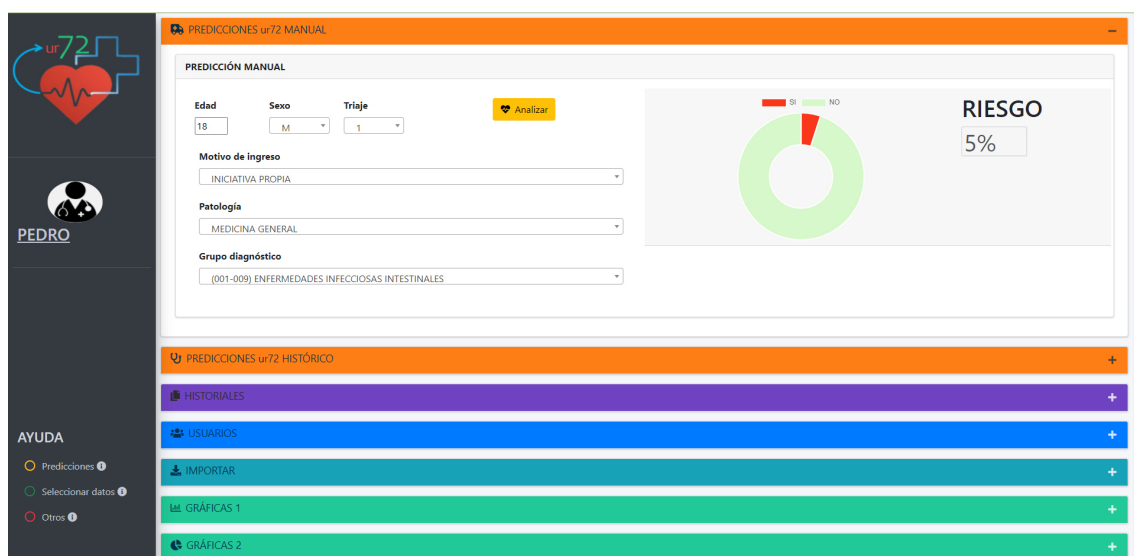 ur72
PEDRO
AYUDA
Predicciones
Seleccionar datos
Otros
PREDICCIONES ur72 MANUAL
PREDICCIÓN MANUAL
Edad Sexo Triaje
18 M 1 Analizar
Motivo de ingreso
INICIATIVA PROPIA
Patología
MEDICINA GENERAL
Grupo diagnóstico
(001-009) ENFERMEDADES INFECCIOSAS INTESTINALES
SI NO
RIESGO
5%
PREDICCIONES ur72 HISTÓRICO
HISTORIALES
USUARIOS
IMPORTAR
GRÁFICAS 1
GRÁFICAS 2